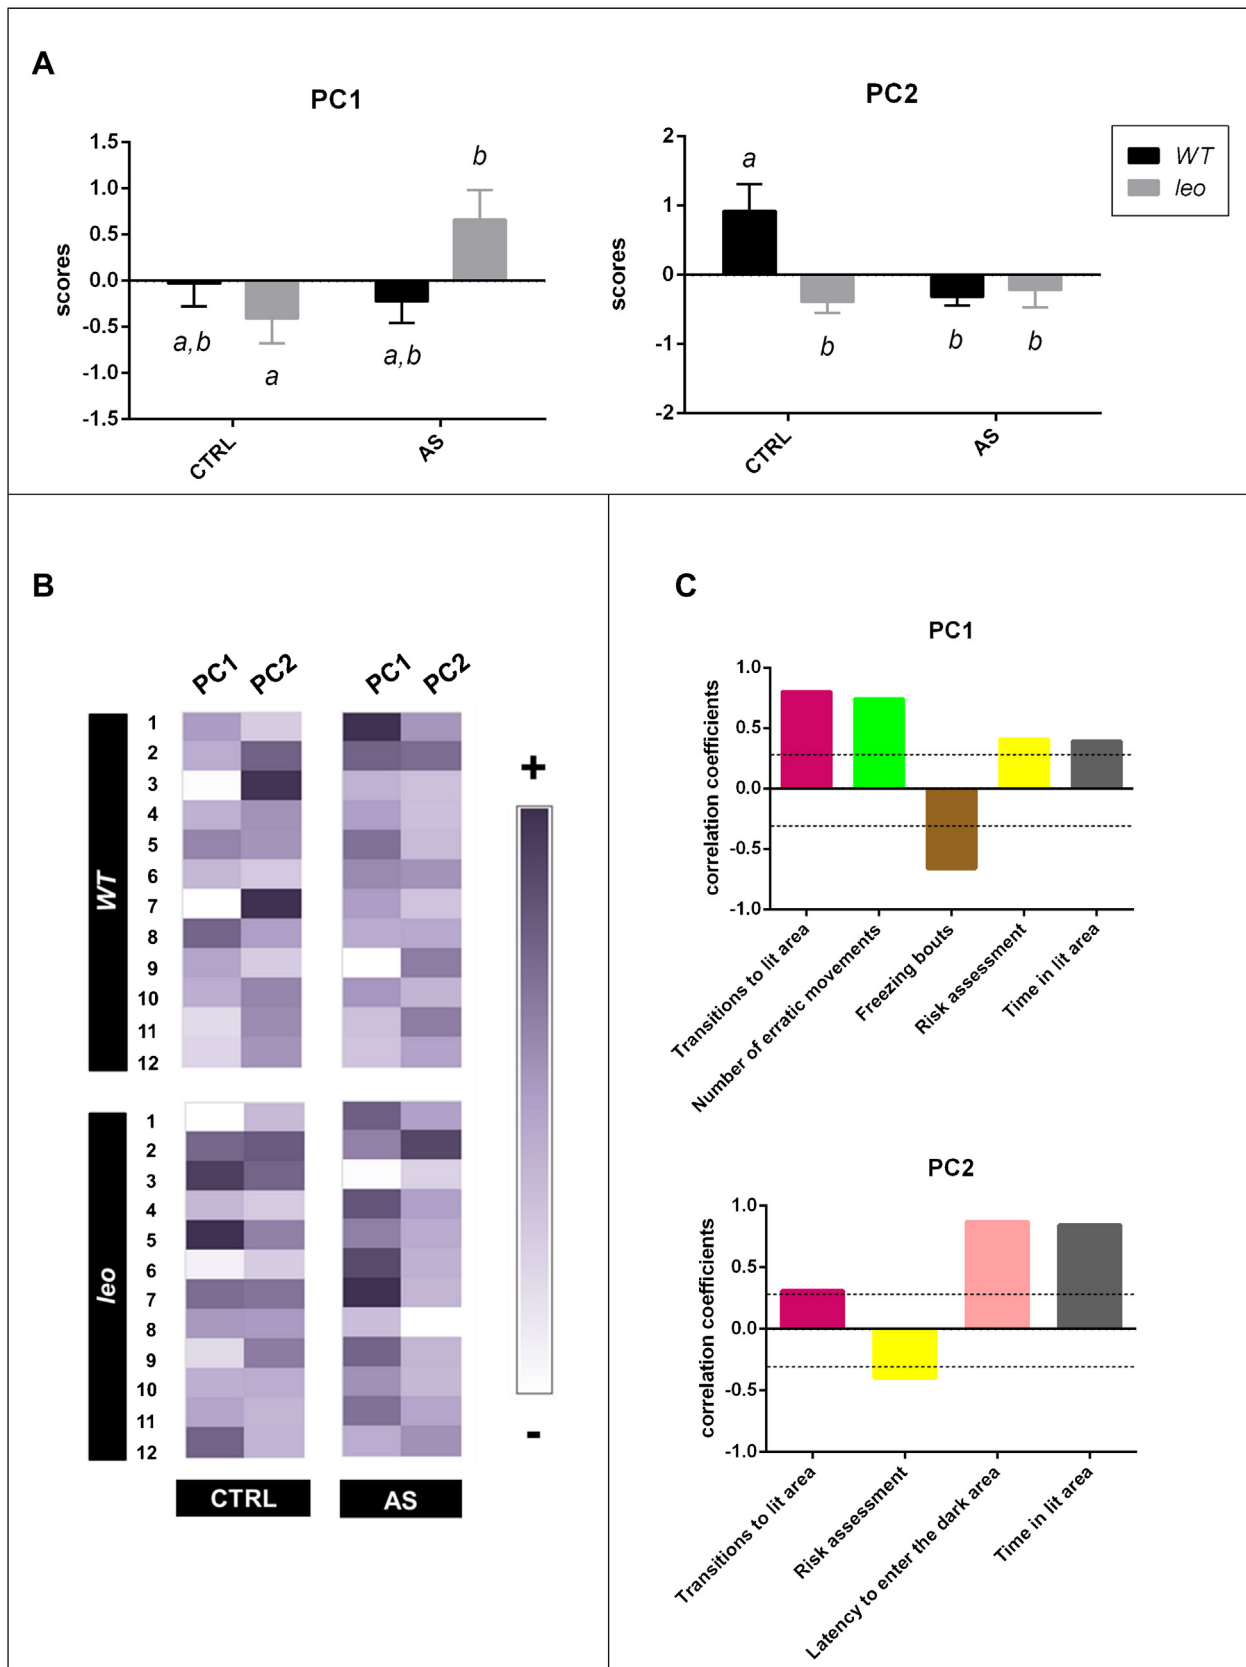 A
PC1
1.5
1.0
0.5
0.0
-0.5
-1.0
-1.5
scores
a,b
a
a,b
b
CTRL
AS
PC2
2
1
0
-1
-2
scores
a
b
b
b
CTRL
AS
WT
leo
B
PC1 PC2 PC1 PC2
WT
1
2
3
4
5
6
7
8
9
10
11
12
leo
1
2
3
4
5
6
7
8
9
10
11
12
CTRL
AS
+
-
C
PC1
correlation coefficients
1.0
0.5
0.0
-0.5
-1.0
Transitions to lit area
Number of erratic movements
Freezing bouts
Risk assessment
Time in lit area
PC2
correlation coefficients
1.0
0.5
0.0
-0.5
-1.0
Transitions to lit area
Risk assessment
Latency to enter the dark area
Time in lit area